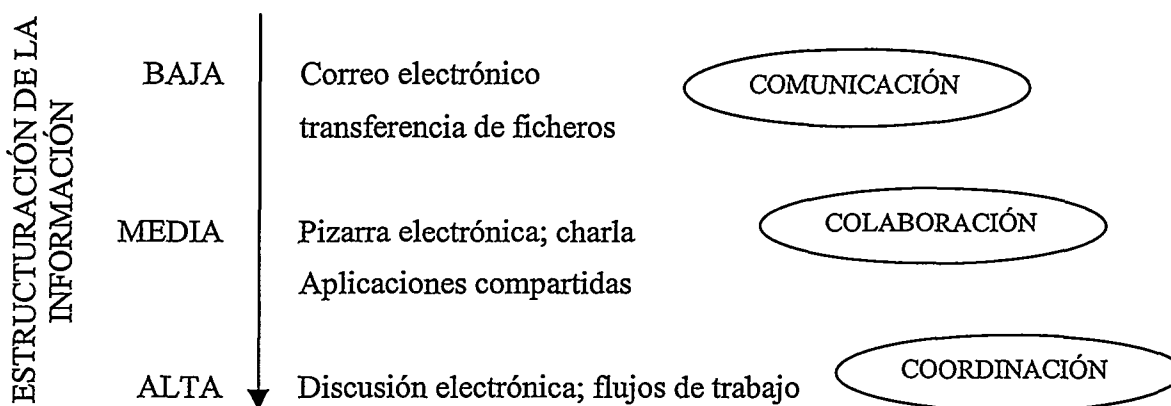 ESTRUCTURACIÓN DE LA
INFORMACIÓN
BAJA
Correo electrónico
transferencia de ficheros
COMUNICACIÓN
MEDIA
Pizarra electrónica; charla
Aplicaciones compartidas
COLABORACIÓN
ALTA
Discusión electrónica; flujos de trabajo
COORDINACIÓN